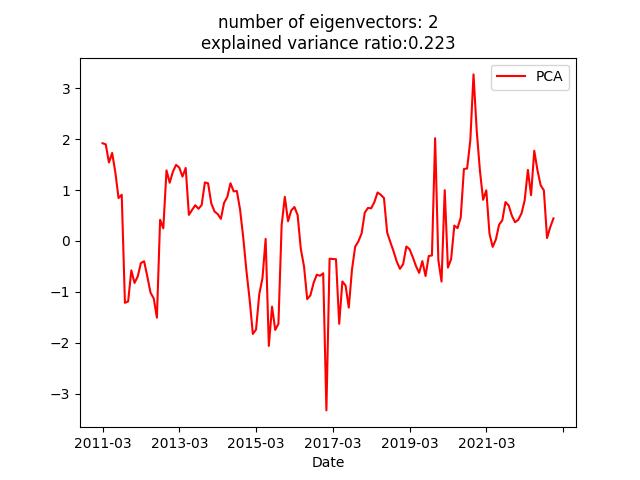 number of eigenvectors: 2
explained variance ratio:0.223
PCA
3
2
1
0
−1
−2
−3
2011-03 2013-03 2015-03 2017-03 2019-03 2021-03
Date